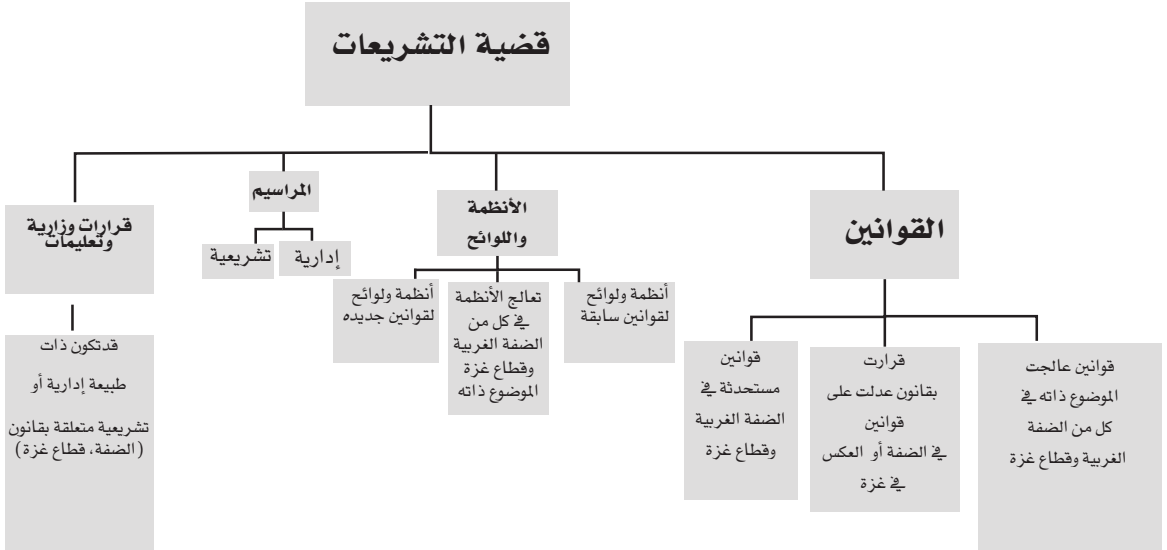 قضية التشريعات
القوانين
قوانين عالجت
الموضوع ذاته في
كل من الضفة
الغربية وقطاع غزة
قرارت
بقانون عدلت على
قوانين
في الضفة أو العكس
في غزة
قوانين
مستحدثة في
الضفة الغربية
وقطاع غزة
الأنظمة
واللوائح
أنظمة ولوائح
لقوانين سابقة
تعالج الأنظمة
في كل من
الضفة الغربية
وقطاع غزة
الموضوع ذاته
أنظمة ولوائح
لقوانين جديده
المراسيم
إدارية
تشريعية
قرارات وزارية
وتعليمات
قدتكون ذات
طبيعة إدارية أو
تشريعية متعلقة بقانون
(الضفة، قطاع غزة)